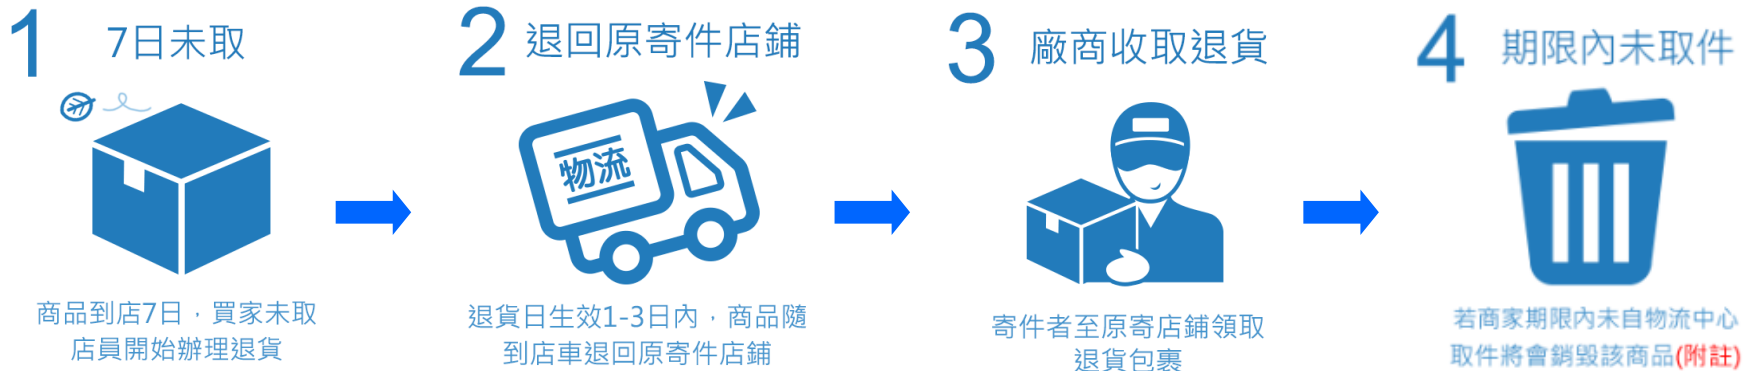 1 7日未取
物流
商品到店7日，買家未取
店員開始辦理退貨
2 退回原寄件店鋪
退貨日生效1-3日內，商品隨
到店車退回原寄件店鋪
3 廠商收取退貨
寄件者至原寄店鋪領取
退貨包裹
4 期限內未取件
若商家期限內未自物流中心
取件將會銷毀該商品(附註)